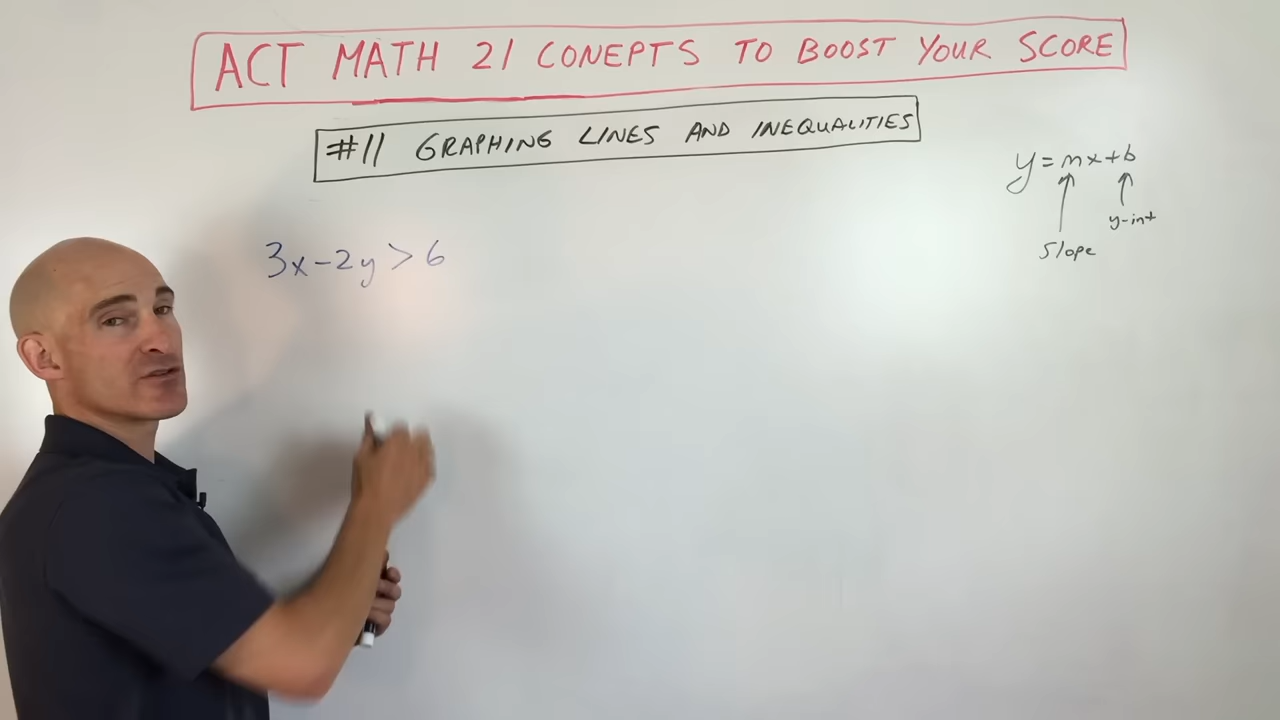 ACT MATH 21 CONEPTS TO BOOST YOUR SCORE
#11 GRAPHING LINES AND INEQUALITIES
y=mx+b
y-int
Slope
3x-2y>6